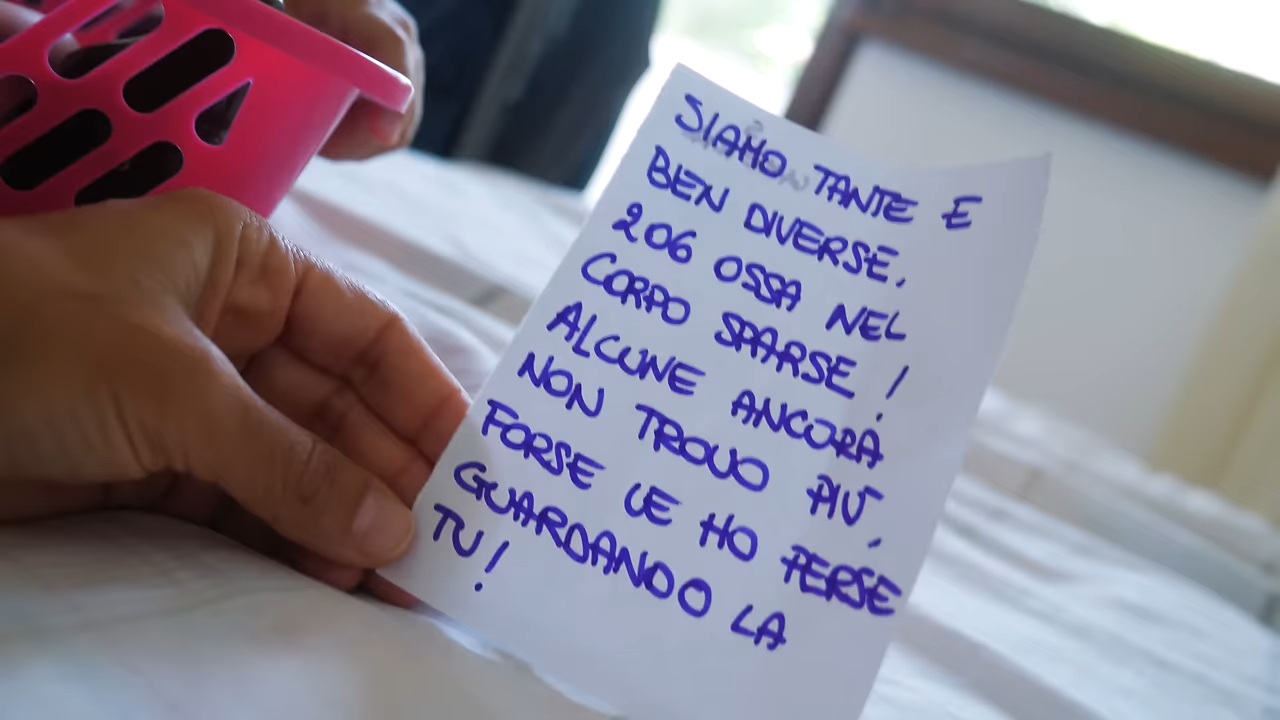 SIAMO TANTE E
BEN DIVERSE,
206 OSSA NEL
CORPO SPARSE!
ALCUNE ANCORA
NON TROVO PIÙ,
FORSE LE HO PERSE
GUARDANDO LA
TU!